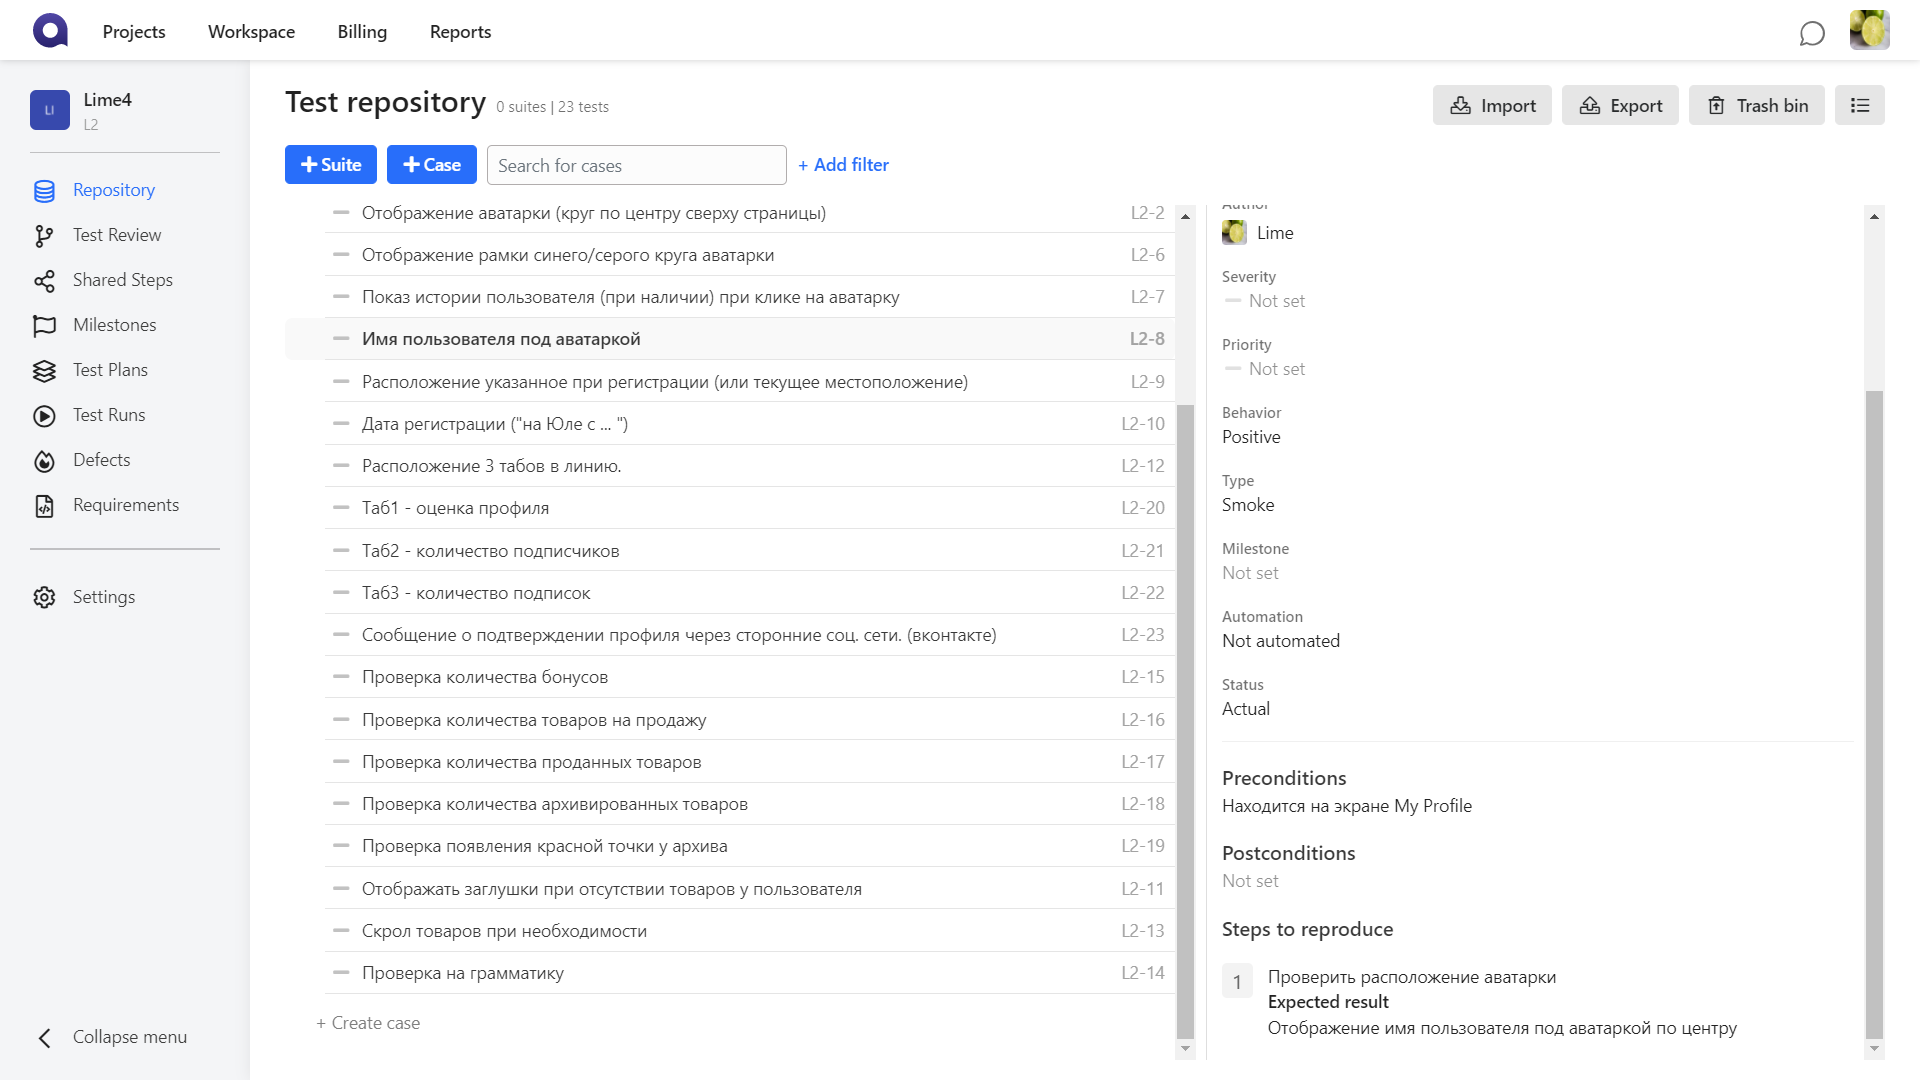 Projects
Workspace
Billing
Reports
LI
Lime4
L2
Repository
Test Review
Shared Steps
Milestones
Test Plans
Test Runs
Defects
Requirements
Settings
Collapse menu
Test repository 0 suites | 23 tests
Import
Export
Trash bin
+ Suite
+ Case
Search for cases
+ Add filter
Отображение аватарки (круг по центру сверху страницы) L2-2
Отображение рамки синего/серого круга аватарки L2-6
Показ истории пользователя (при наличии) при клике на аватарку L2-7
Имя пользователя под аватаркой L2-8
Расположение указанное при регистрации (или текущее местоположение) L2-9
Дата регистрации ("на Юле с ... ") L2-10
Расположение 3 табов в линию. L2-12
Таб1 - оценка профиля L2-20
Таб2 - количество подписчиков L2-21
Таб3 - количество подписок L2-22
Сообщение о подтверждении профиля через сторонние соц. сети. (вконтакте) L2-23
Проверка количества бонусов L2-15
Проверка количества товаров на продажу L2-16
Проверка количества проданных товаров L2-17
Проверка количества архивированных товаров L2-18
Проверка появления красной точки у архива L2-19
Отображать заглушки при отсутствии товаров у пользователя L2-11
Скрол товаров при необходимости L2-13
Проверка на грамматику L2-14
+ Create case
Author
Lime
Severity
Not set
Priority
Not set
Behavior
Positive
Type
Smoke
Milestone
Not set
Automation
Not automated
Status
Actual
Preconditions
Находится на экране My Profile
Postconditions
Not set
Steps to reproduce
1 Проверить расположение аватарки
Expected result
Отображение имя пользователя под аватаркой по центру